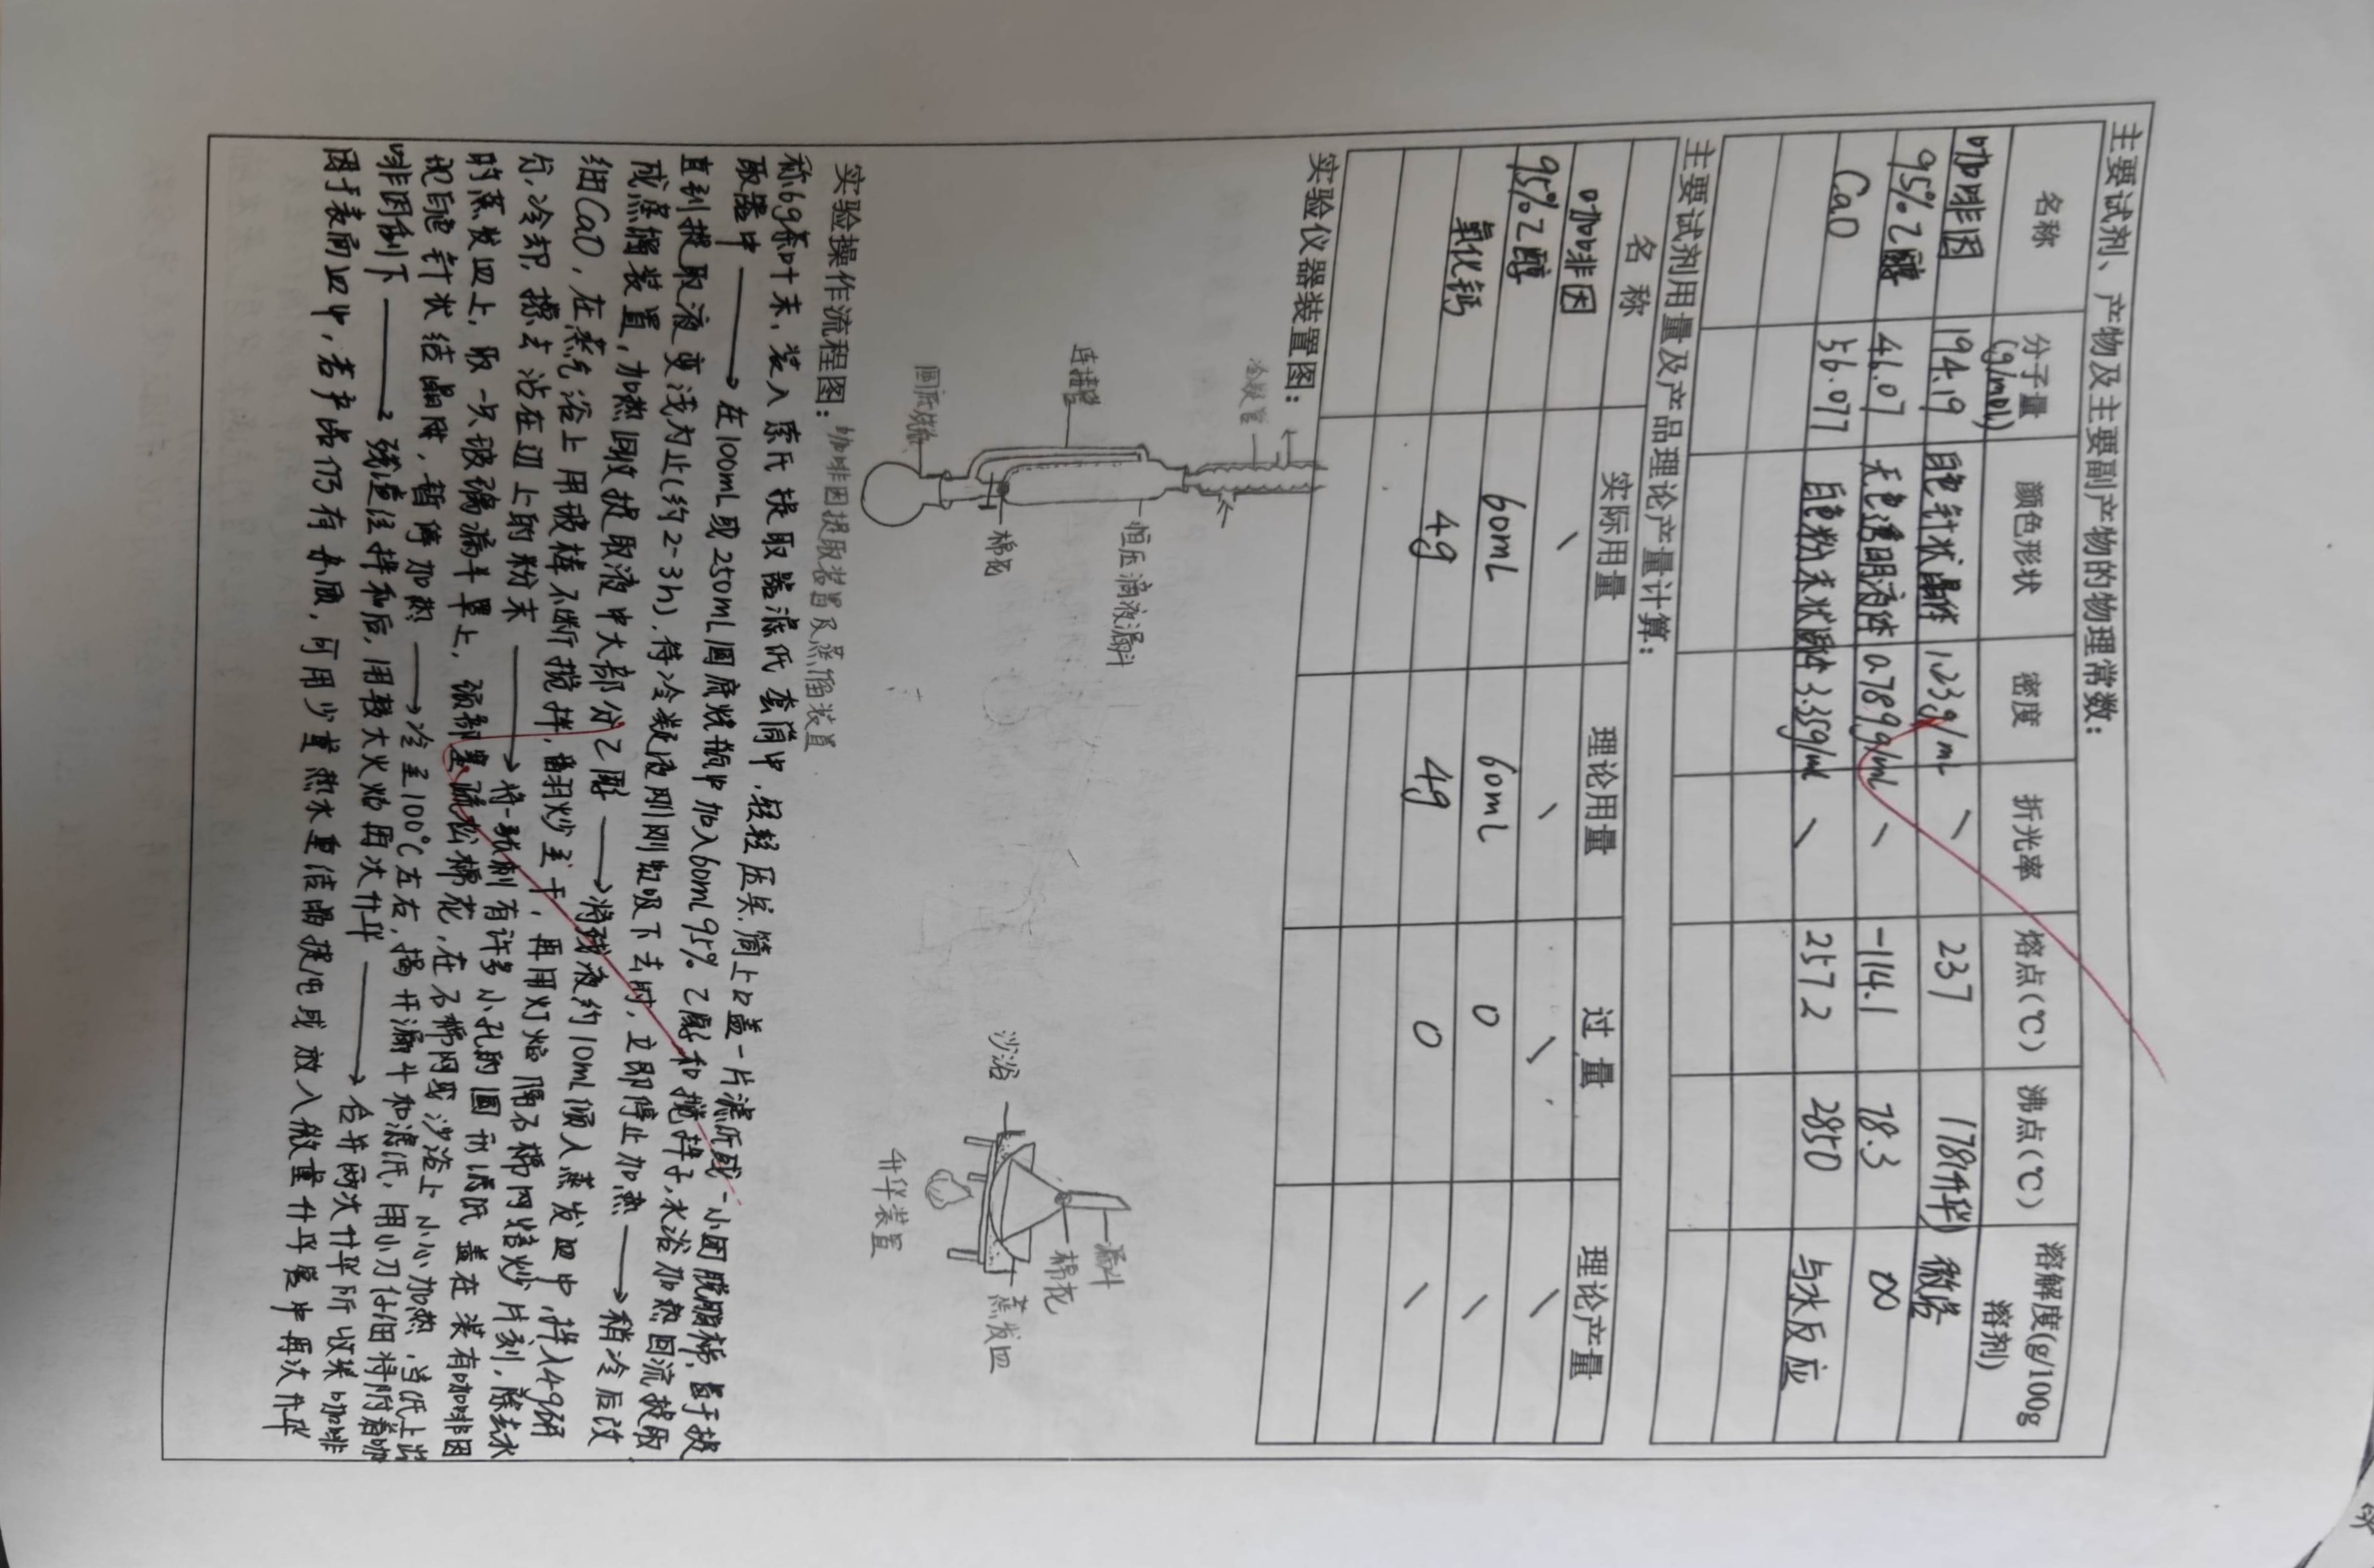 主要试剂、产物及主要副产物的物理常数：
名称 分子量(g/mol) 颜色形状 密度 折光率 熔点(℃) 沸点(℃) 溶解度(g/100g溶剂)
咖啡因 194.19 白色针状晶体 1.23g/mL \ 237 178(升华) 微溶
95%乙醇 46.07 无色透明液体 0.789g/mL \ -114.1 78.3 ∞
CaO 56.077 白色粉末状固体 3.35g/mL \ 2572 2850 与水反应
主要试剂用量及产品理论产量计算：
名称 实际用量 理论用量 过量 理论产量
咖啡因 \ \ \ \
95%乙醇 60mL 60mL 0 \
氧化钙 4g 4g 0 \
实验仪器装置图：
冷凝管
连接管
恒压滴液漏斗
棉花
圆底烧瓶
咖啡因提取装置及蒸馏装置
漏斗
棉花
沙浴
蒸发皿
升华装置
实验操作流程图：
称6g茶叶末，装入索氏提取器滤纸套筒中，轻轻压实，筒上口盖一片滤纸或一小团脱脂棉，置于提
取器中 → 在100mL或250mL圆底烧瓶中加入60mL95%乙醇和搅拌子，水浴加热回流提取
直到提取液变浅为止(约2-3h)，待冷凝液刚刚虹吸下去时，立即停止加热 → 稍冷后改
成蒸馏装置，加热回收提取液中大部分乙醇 → 将残液约10mL倾入蒸发皿中，拌入4g研
细CaO，在蒸气浴上用玻棒不断搅拌，翻炒至干，再用灯焰隔石棉网焙炒片刻，除去水
分，冷却，擦去沾在边上的粉末 → 将一张刺有许多小孔的圆形滤纸盖在装有咖啡因
的蒸发皿上，取一只玻璃漏斗罩上，颈部塞疏松棉花，在石棉网或沙浴上小心加热，当纸上出
现白色针状结晶时，暂停加热 → 冷至100℃左右，揭开漏斗和滤纸，用小刀仔细将附着咖
啡因刮下 → 残渣经拌和后，用较大火焰再次升华 → 合并两次升华所收集咖啡
因于表面皿中，若产品仍有杂质，可用少量热水重结晶提纯或放入微量升华管中再次升华